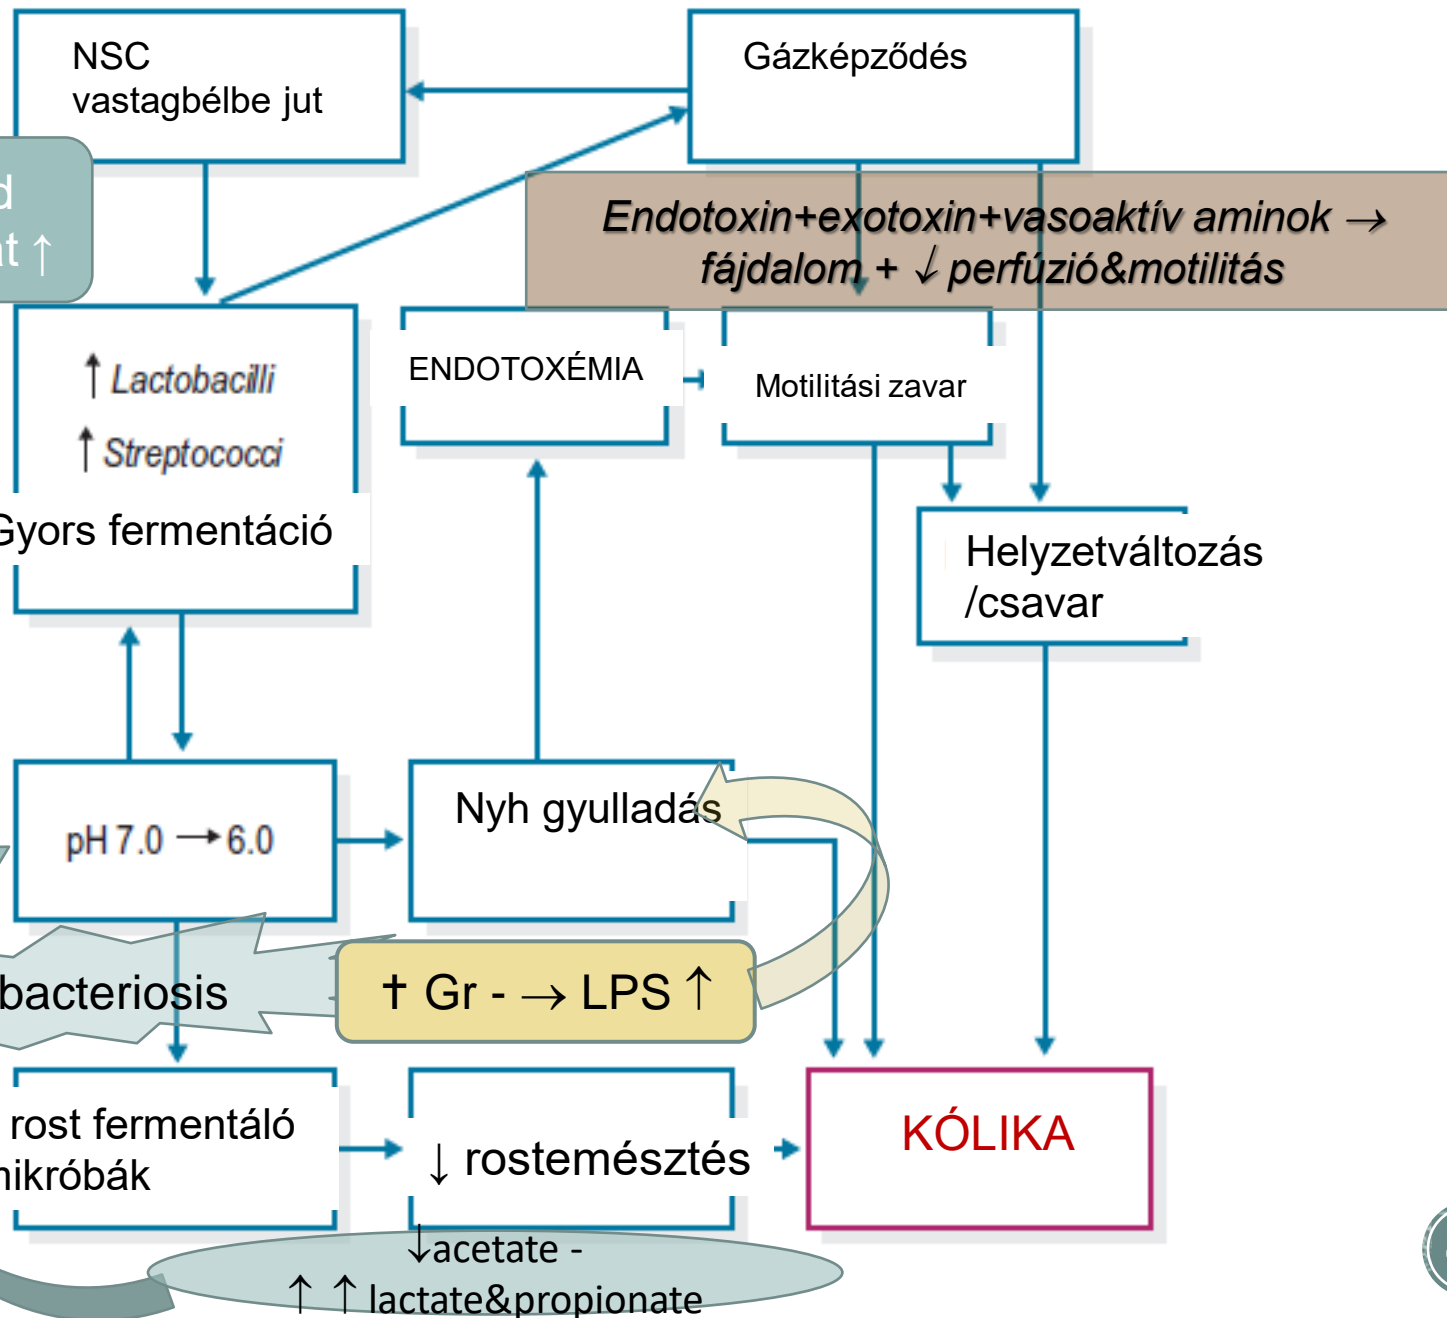 NSC
vastagbélbe jut
Gázképződés
↑
Endotoxin+exotoxin+vasoaktív aminok →
fájdalom + ↓ perfúzió&motilitás
↑ Lactobacilli
↑ Streptococci
Gyors fermentáció
ENDOTOXÉMIA
Motilitási zavar
Helyzetváltozás
/csavar
pH 7.0 → 6.0
Nyh gyulladás
bacteriosis
† Gr - → LPS ↑
rost fermentáló
mikróbák
↓ rostemésztés
KÓLIKA
↓acetate -
↑ ↑ lactate&propionate